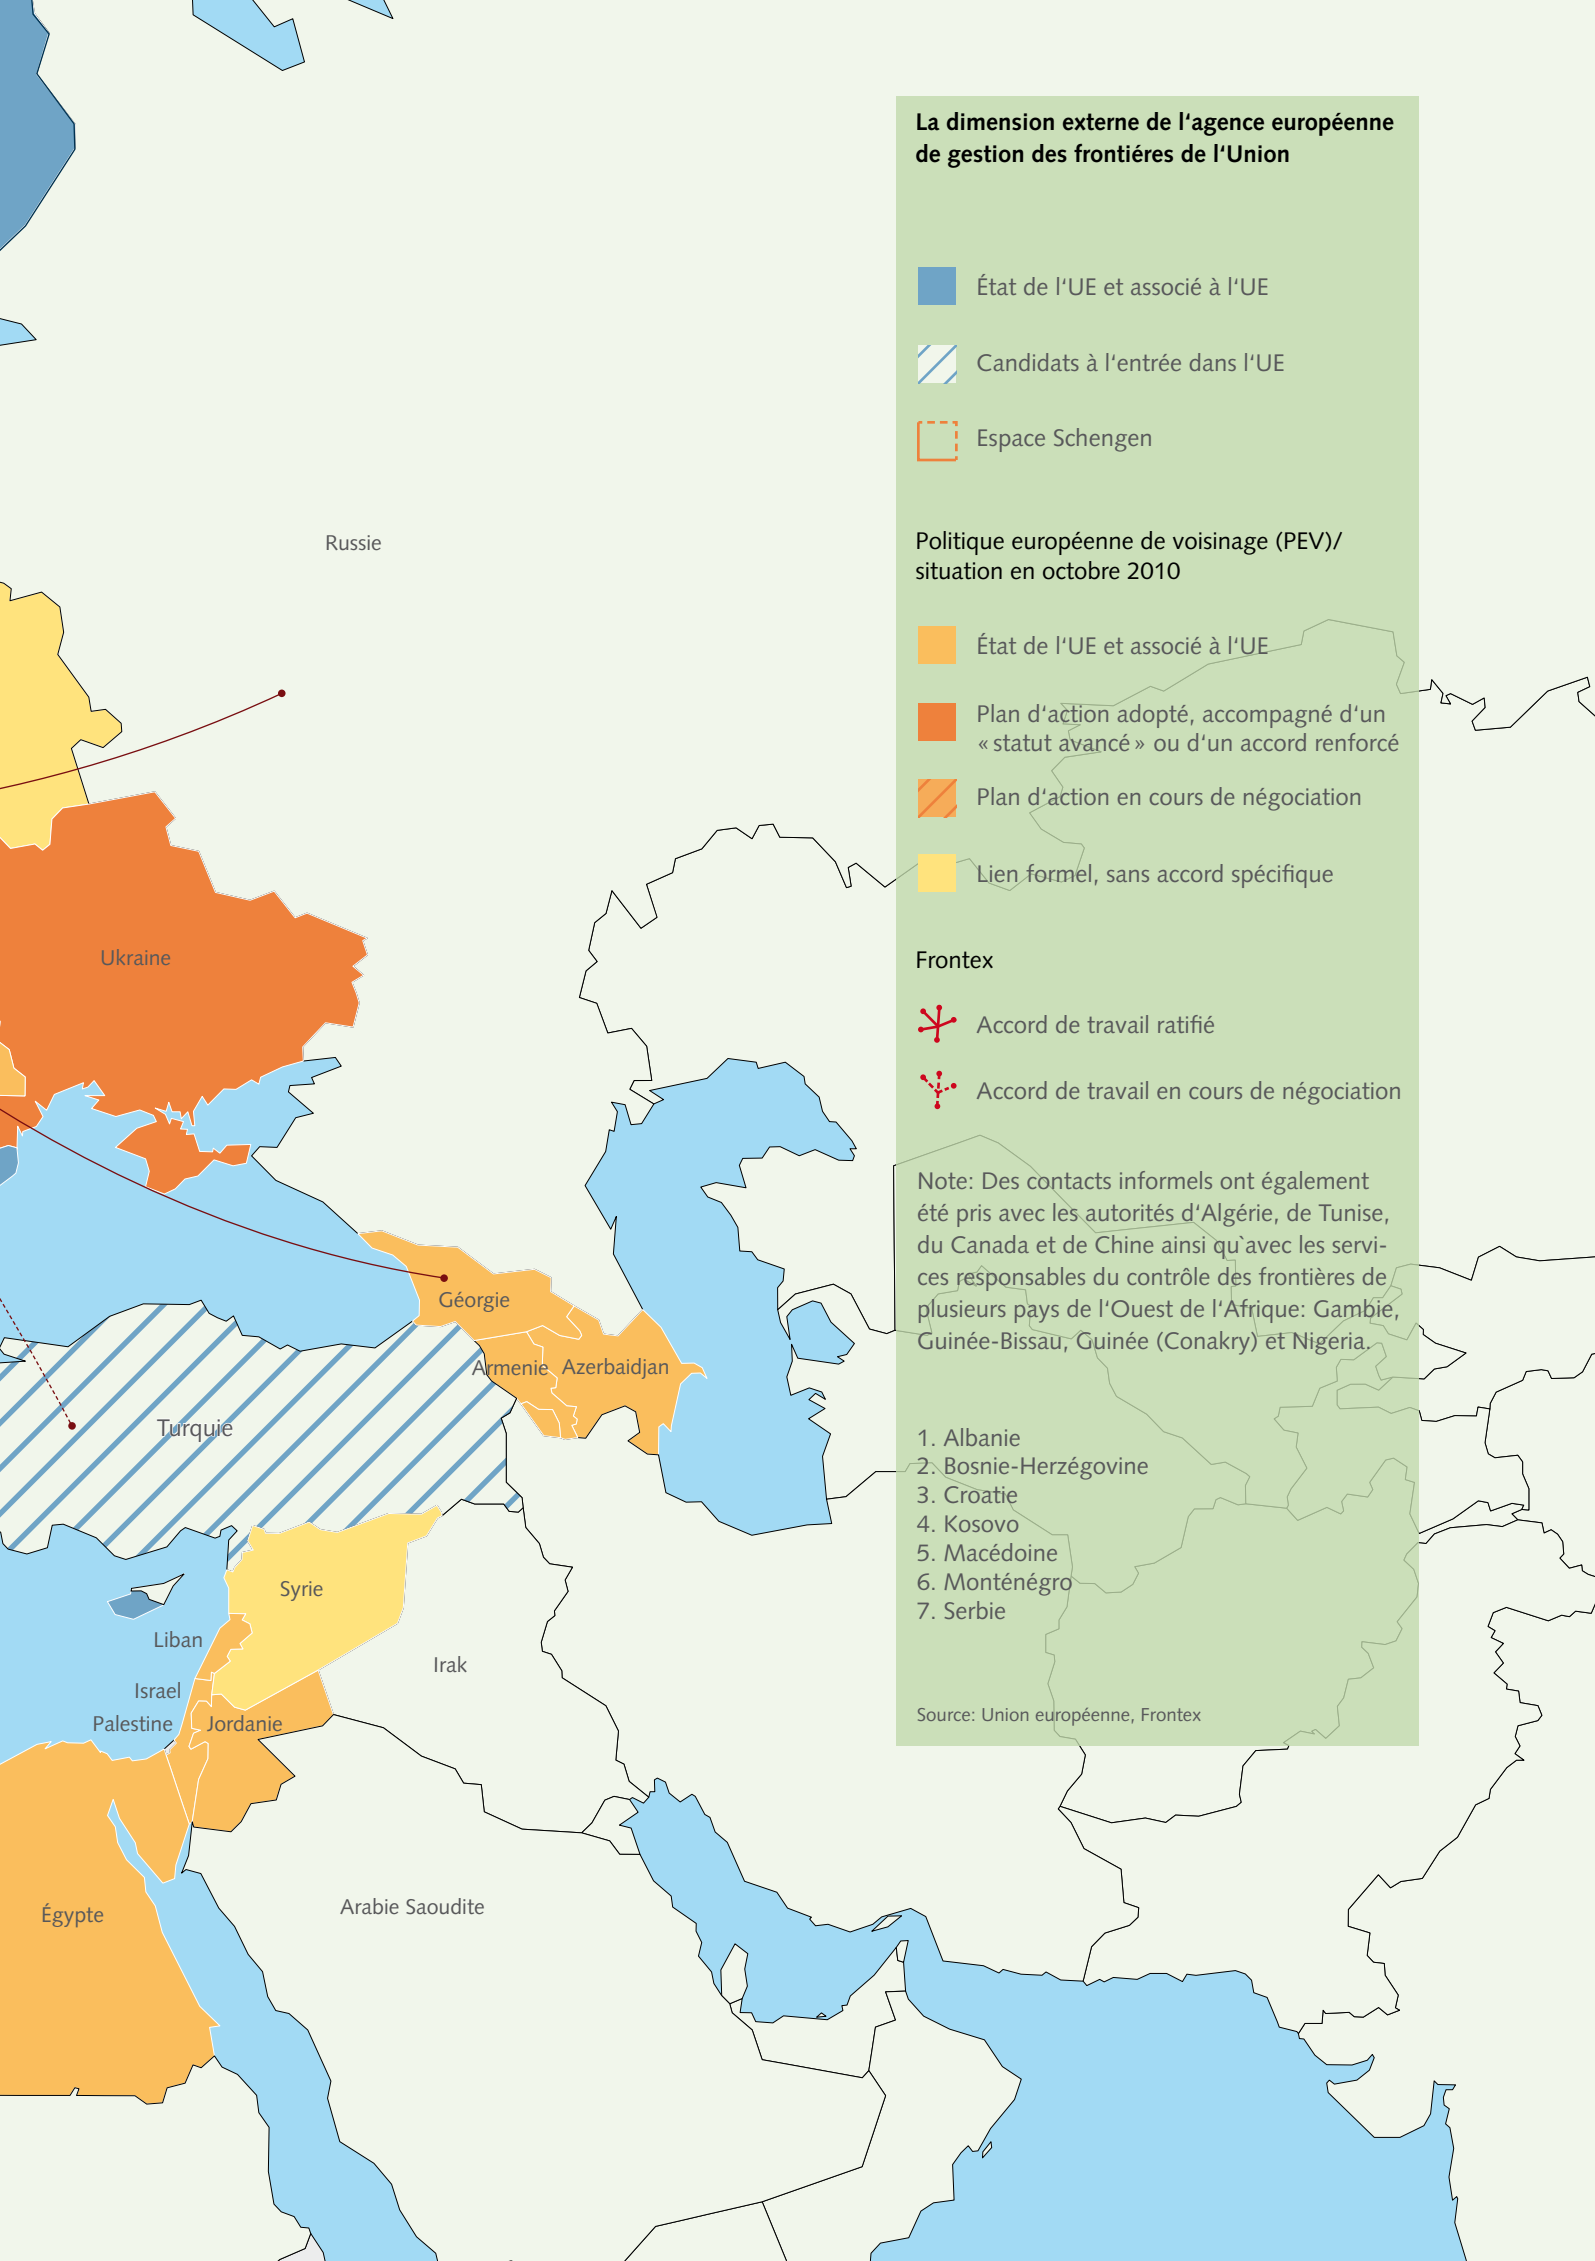 La dimension externe de l‘agence européenne
de gestion des frontiéres de l‘Union
État de l‘UE et associé à l‘UE
Candidats à l‘entrée dans l‘UE
Espace Schengen
Politique européenne de voisinage (PEV)/
situation en octobre 2010
État de l‘UE et associé à l‘UE
Plan d‘action adopté, accompagné d‘un
« statut avancé » ou d‘un accord renforcé
Plan d‘action en cours de négociation
Lien formel, sans accord spécifique
Frontex
Accord de travail ratifié
Accord de travail en cours de négociation
Note: Des contacts informels ont également
été pris avec les autorités d‘Algérie, de Tunise,
du Canada et de Chine ainsi qu`avec les servi-
ces responsables du contrôle des frontières de
plusieurs pays de l‘Ouest de l‘Afrique: Gambie,
Guinée-Bissau, Guinée (Conakry) et Nigeria.
1. Albanie
2. Bosnie-Herzégovine
3. Croatie
4. Kosovo
5. Macédoine
6. Monténégro
7. Serbie
Source: Union européenne, Frontex
Russie
Ukraine
Géorgie
Armenie
Azerbaidjan
Turquie
Syrie
Liban
Irak
Israel
Palestine
Jordanie
Égypte
Arabie Saoudite